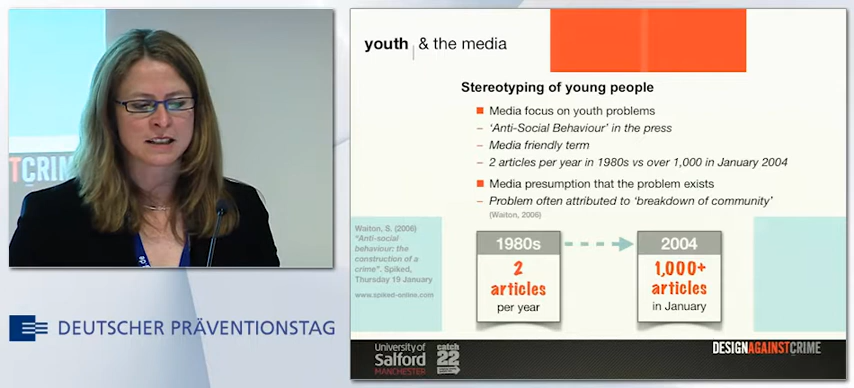 NSTCRIME
DEUTSCHER PRÄVENTIONSTAG
youth & the media
Stereotyping of young people
Media focus on youth problems
– ‘Anti-Social Behaviour’ in the press
– Media friendly term
– 2 articles per year in 1980s vs over 1,000 in January 2004
Media presumption that the problem exists
– Problem often attributed to ‘breakdown of community’
(Waiton, 2006)
Waiton, S. (2006)
"Anti-social
behaviour: the
construction of a
crime". Spiked,
Thursday 19 January
www.spiked-online.com
1980s
2
articles
per year
2004
1,000+
articles
in January
University of
Salford
MANCHESTER
catch
22
DESIGNAGAINSTCRIME